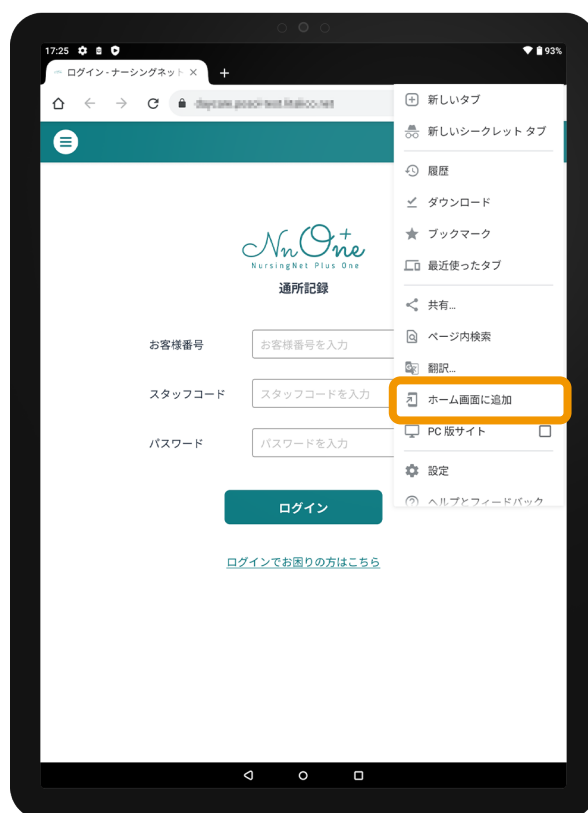 17:25
93%
ログイン - ナーシングネット
新しいタブ
新しいシークレット タブ
履歴
ダウンロード
ブックマーク
最近使ったタブ
共有...
ページ内検索
翻訳...
ホーム画面に追加
PC 版サイト
設定
ヘルプとフィードバック
NnOne+
NursingNet Plus One
通所記録
お客様番号
お客様番号を入力
スタッフコード
スタッフコードを入力
パスワード
パスワードを入力
ログイン
ログインでお困りの方はこちら